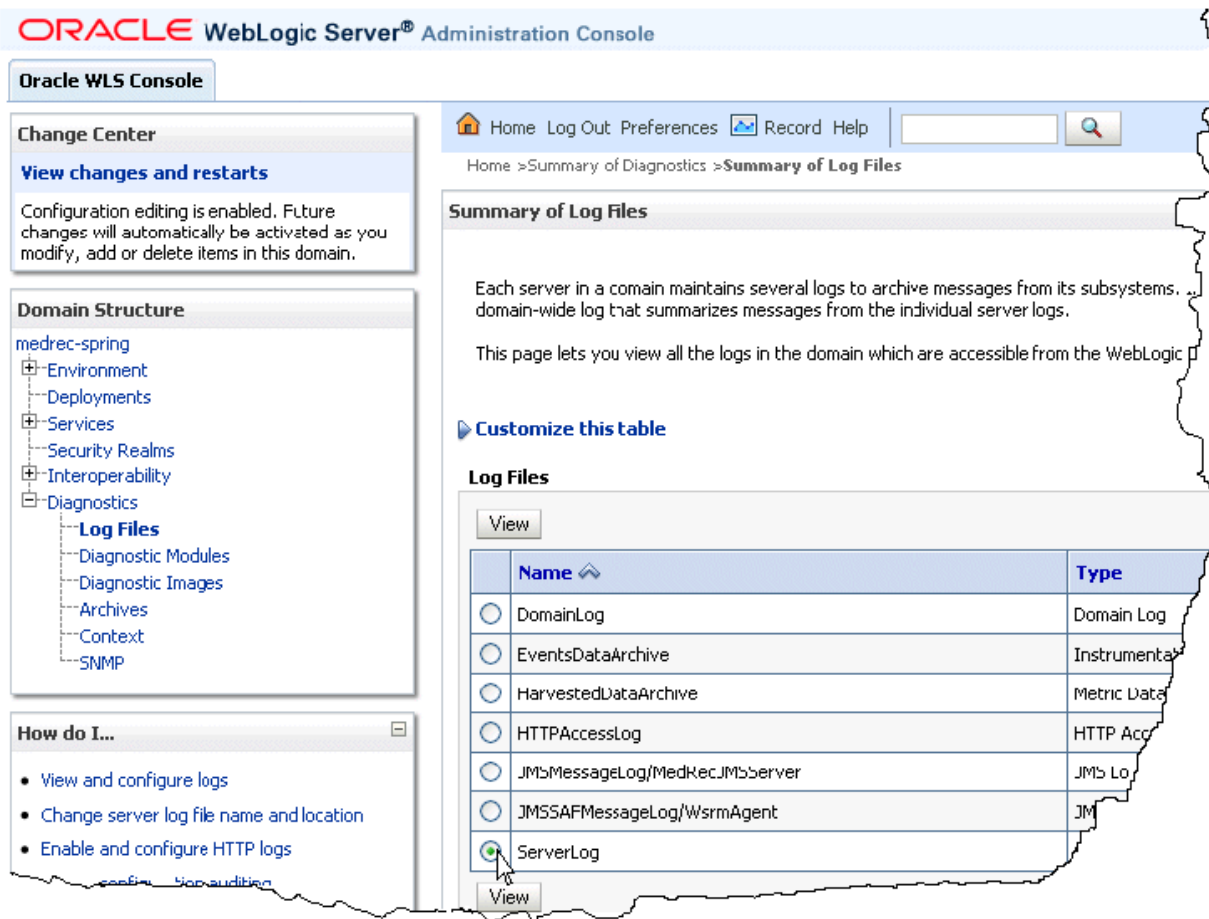 ORACLE WebLogic Server® Administration Console
Oracle WLS Console
Change Center
View changes and restarts
Configuration editing is enabled. Future
changes will automatically be activated as you
modify, add or delete items in this domain.
Domain Structure
medrec-spring
Environment
Deployments
Services
Security Realms
Interoperability
Diagnostics
Log Files
Diagnostic Modules
Diagnostic Images
Archives
Context
SNMP
How do I...
View and configure logs
Change server log file name and location
Enable and configure HTTP logs
auditing
Home Log Out Preferences Record Help
Home >Summary of Diagnostics >Summary of Log Files
Summary of Log Files
Each server in a comain maintains several logs to archive messages from its subsystems.
domain-wide log that summarizes messages from the individual server logs.
This page lets you view all the logs in the domain which are accessible from the WebLogic
Customize this table
Log Files
View
Name Type
DomainLog Domain Log
EventsDataArchive
HarvestedDataArchive Metric Data
HTTPAccessLog HTTP
JMSMessageLog/MedRecJMSServer JMS
JMSSAFMessageLog/WsrmAgent
ServerLog
View